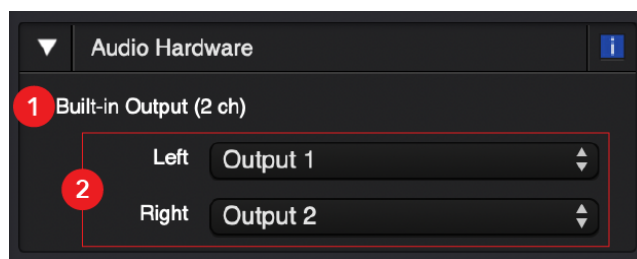 Audio Hardware
i
1 Built-in Output (2 ch)
Left Output 1
2
Right Output 2